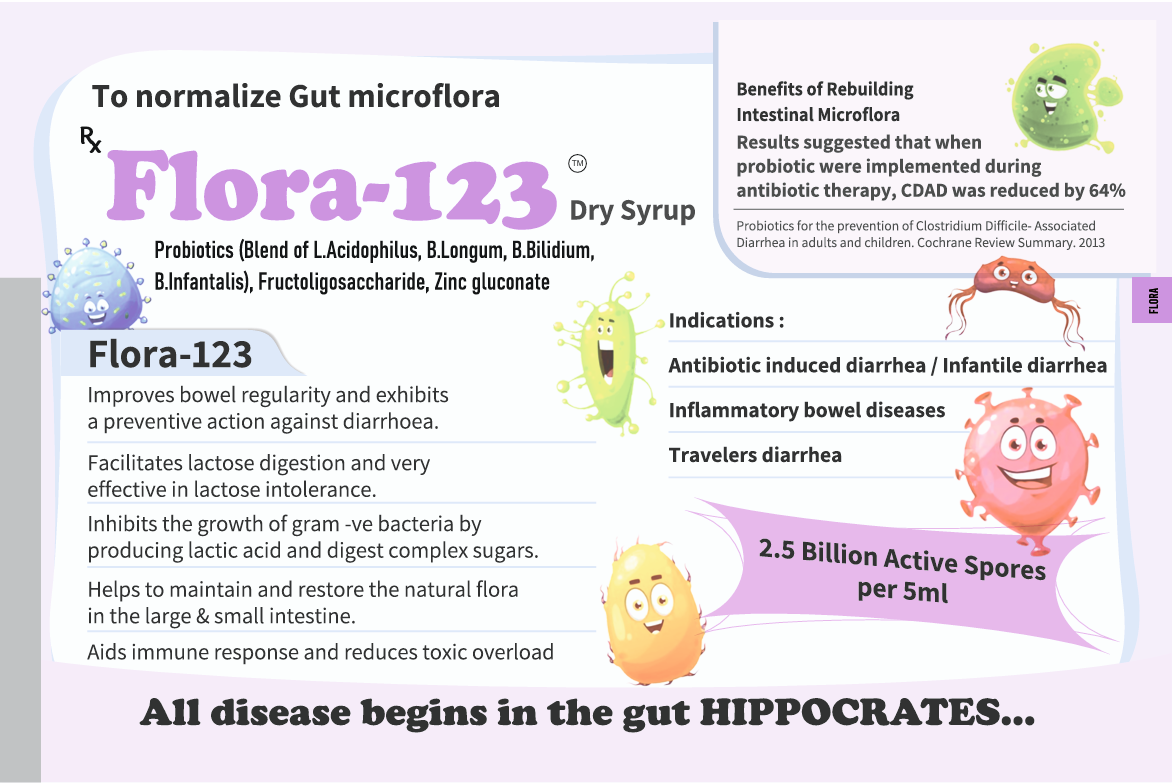 To normalize Gut microflora
Rx
Flora-123 TM
Dry Syrup
Probiotics (Blend of L.Acidophilus, B.Longum, B.Bilidium,
B.Infantalis), Fructoligosaccharide, Zinc gluconate
Benefits of Rebuilding
Intestinal Microflora
Results suggested that when
probiotic were implemented during
antibiotic therapy, CDAD was reduced by 64%
Probiotics for the prevention of Clostridium Difficile- Associated
Diarrhea in adults and children. Cochrane Review Summary. 2013
FLORA
Flora-123
Improves bowel regularity and exhibits
a preventive action against diarrhoea.
Facilitates lactose digestion and very
effective in lactose intolerance.
Inhibits the growth of gram -ve bacteria by
producing lactic acid and digest complex sugars.
Helps to maintain and restore the natural flora
in the large & small intestine.
Aids immune response and reduces toxic overload
Indications :
Antibiotic induced diarrhea / Infantile diarrhea
Inflammatory bowel diseases
Travelers diarrhea
2.5 Billion Active Spores
per 5ml
All disease begins in the gut HIPPOCRATES...